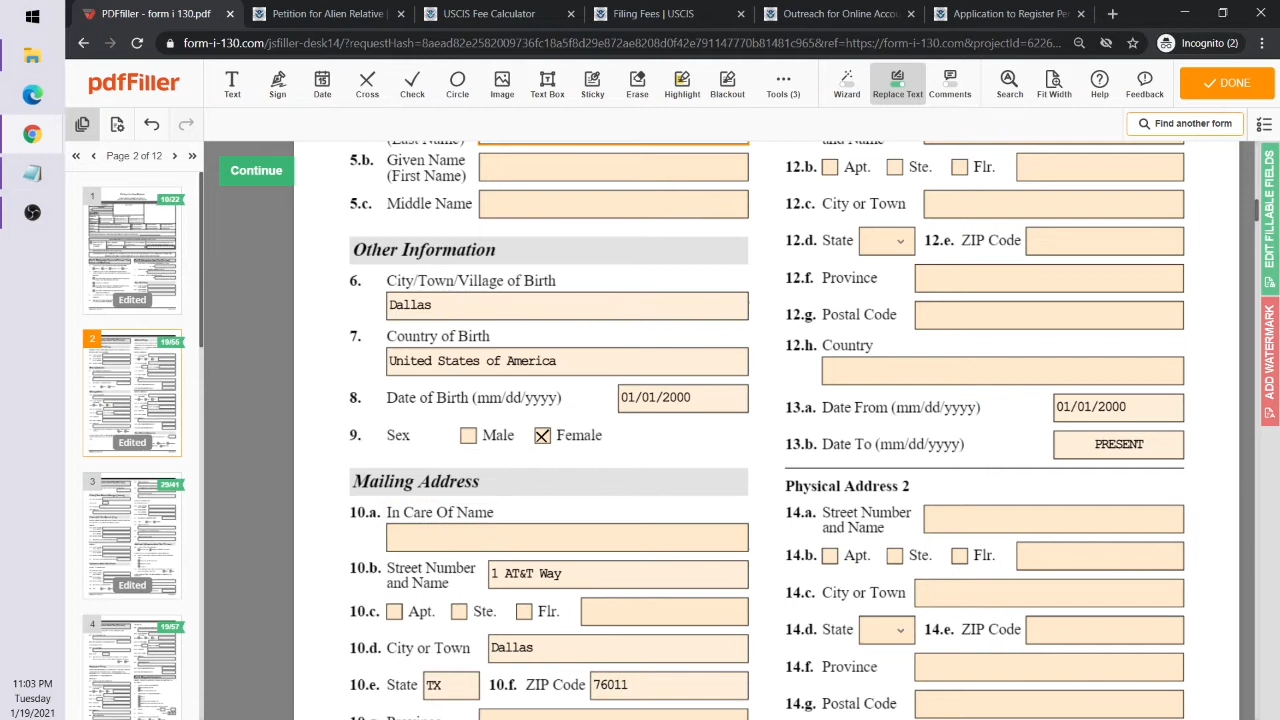 PDFfiller - form i 130.pdf
Petition for Alien Relative
USCIS Fee Calculator
Filing Fees | USCIS
Outreach for Online Acco
Application to Register Pe
form-i-130.com/jsfiller-desk14/?requestHash=
Incognito (2)
pdfFiller
Text
Sign
Date
Cross
Check
Circle
Image
Text Box
Sticky
Erase
Highlight
Blackout
Tools (3)
Wizard
Replace Text
Comments
Search
Fit Width
Help
Feedback
DONE
Find another form
Page 2 of 12
Continue
1
10/22
Edited
2
19/55
Edited
3
29/41
Edited
4
19/57
EDIT FILLABLE FIELDS
ADD WATERMARK
(Last Name)
5.b. Given Name
(First Name)
5.c. Middle Name
Other Information
6. City/Town/Village of Birth
Dallas
7. Country of Birth
United States of America
8. Date of Birth (mm/dd/yyyy) 01/01/2000
9. Sex Male Female
Mailing Address
10.a. In Care Of Name
10.b. Street Number
and Name
10.c. Apt. Ste. Flr.
10.d. City or Town Dallas
10.e. State TX 10.f. ZIP Code 76011
and Name
12.b. Apt. Ste. Flr.
12.c. City or Town
12.d. State 12.e. ZIP Code
12.f. Province
12.g. Postal Code
12.h. Country
13.a. Date From (mm/dd/yyyy) 01/01/2000
13.b. Date To (mm/dd/yyyy) PRESENT
Physical Address 2
14.a. Street Number
and Name
14.b. Apt. Ste. Flr.
14.c. City or Town
14.d. State 14.e. ZIP Code
14.f. Province
14.g. Postal Code
11:03 PM
Tuesday
1/19/2021